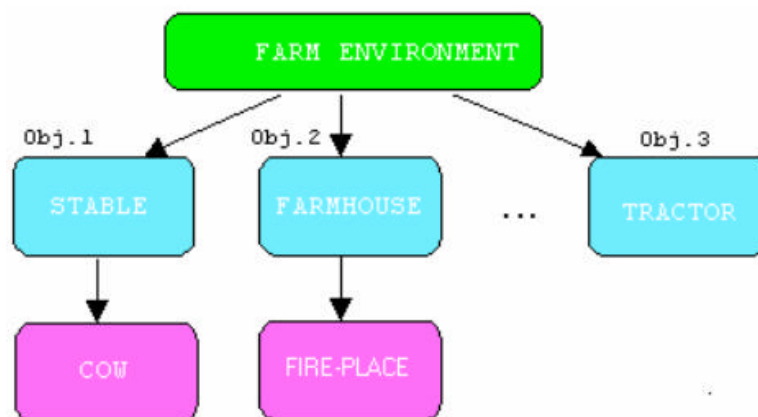 FARM ENVIRONMENT
Obj.1
Obj.2
Obj.3
STABLE
FARMHOUSE
...
TRACTOR
COW
FIRE-PLACE